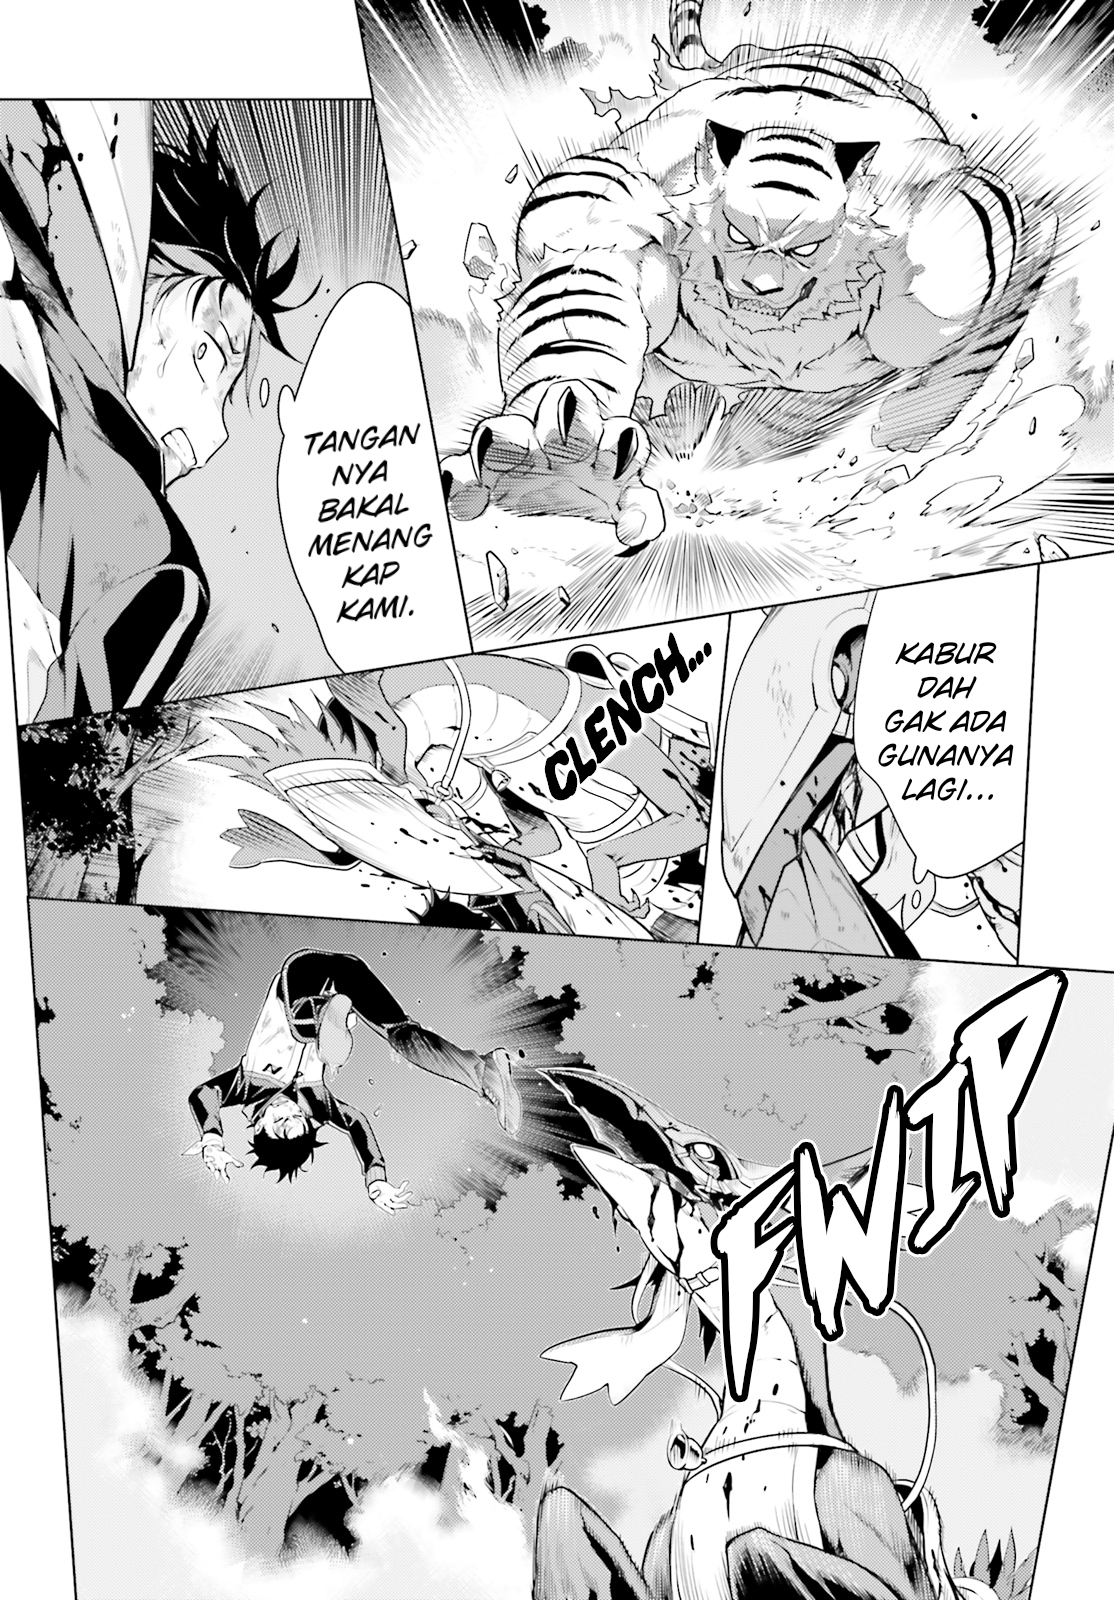 TANGAN
NYA
BAKAL
MENANG
KAP
KAMI.
KABUR
DAH
GAK ADA
GUNANYA
LAGI...
CLENCH...
FWIP